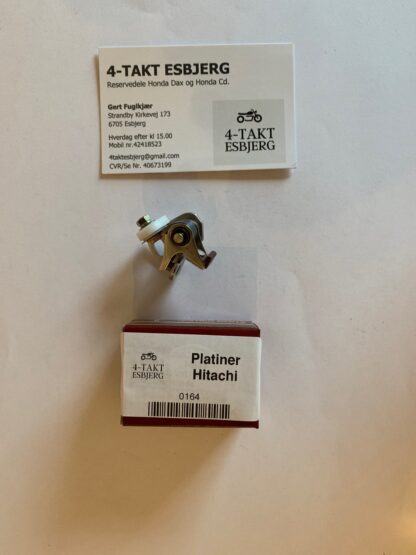 4-TAKT ESBJERG
Reservedele Honda Dax og Honda Cd.
Gert Fuglkjær
Strandby Kirkevej 173
6705 Esbjerg
Hverdag efter kl 15.00
Mobil nr.42418523
4taktesbjerg@gmail.com
CVR/Se Nr. 40673199
4-TAKT
ESBJERG
Platiner
Hitachi
4-TAKT
ESBJERG
0164